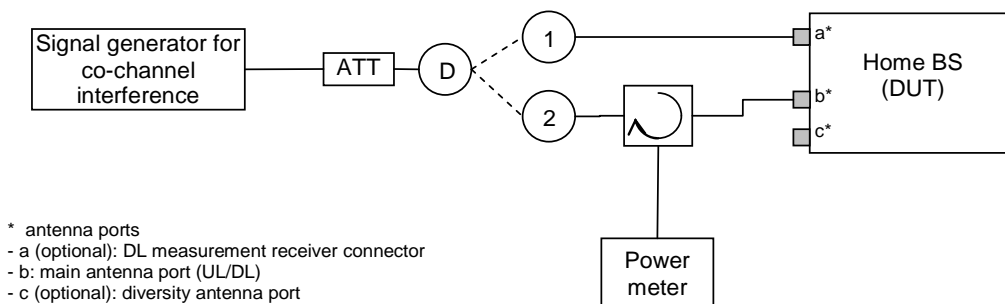 Signal generator for
co-channel
interference
ATT
D
1
2
a*
b*
c*
Home BS
(DUT)
Power
meter
* antenna ports
- a (optional): DL measurement receiver connector
- b: main antenna port (UL/DL)
- c (optional): diversity antenna port